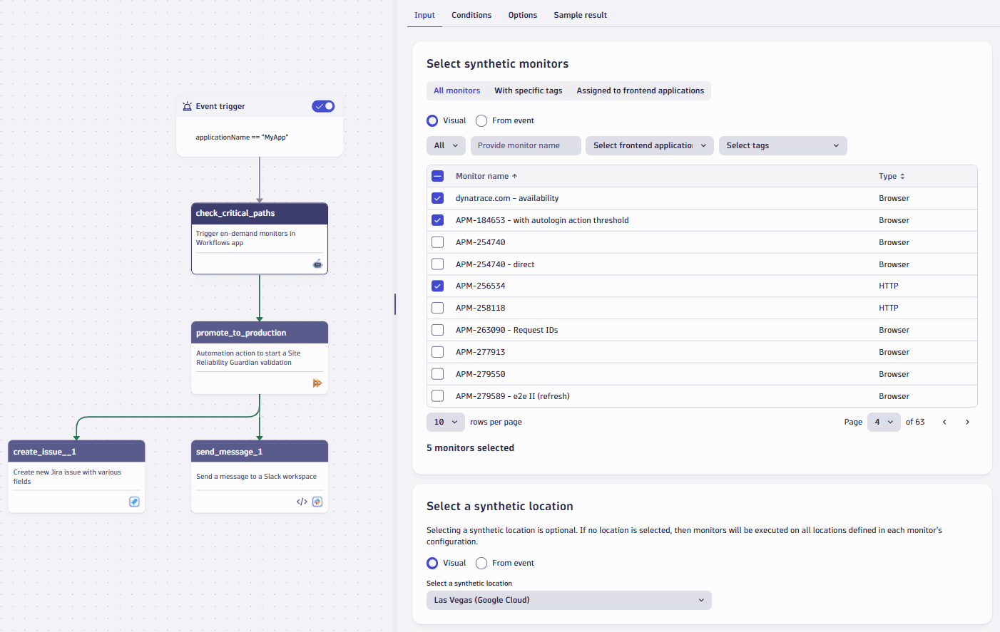 Event trigger
applicationName == "MyApp"
check_critical_paths
Trigger on-demand monitors in
Workflows app
promote_to_production
Automation action to start a Site
Reliability Guardian validation
create_issue__1
Create new Jira issue with various
fields
send_message_1
Send a message to a Slack workspace
Input Conditions Options Sample result
Select synthetic monitors
All monitors With specific tags Assigned to frontend applications
Visual From event
All Provide monitor name Select frontend application Select tags
Monitor name Type
dynatrace.com - availability Browser
APM-184653 - with autologin action threshold Browser
APM-254740 Browser
APM-254740 - direct Browser
APM-256534 HTTP
APM-258118 HTTP
APM-263090 - Request IDs Browser
APM-277913 Browser
APM-279550 Browser
APM-279589 - e2e II (refresh) Browser
10 rows per page Page 4 of 63
5 monitors selected
Select a synthetic location
Selecting a synthetic location is optional. If no location is selected, then monitors will be executed on all locations defined in each monitor's
configuration.
Visual From event
Select a synthetic location
Las Vegas (Google Cloud)